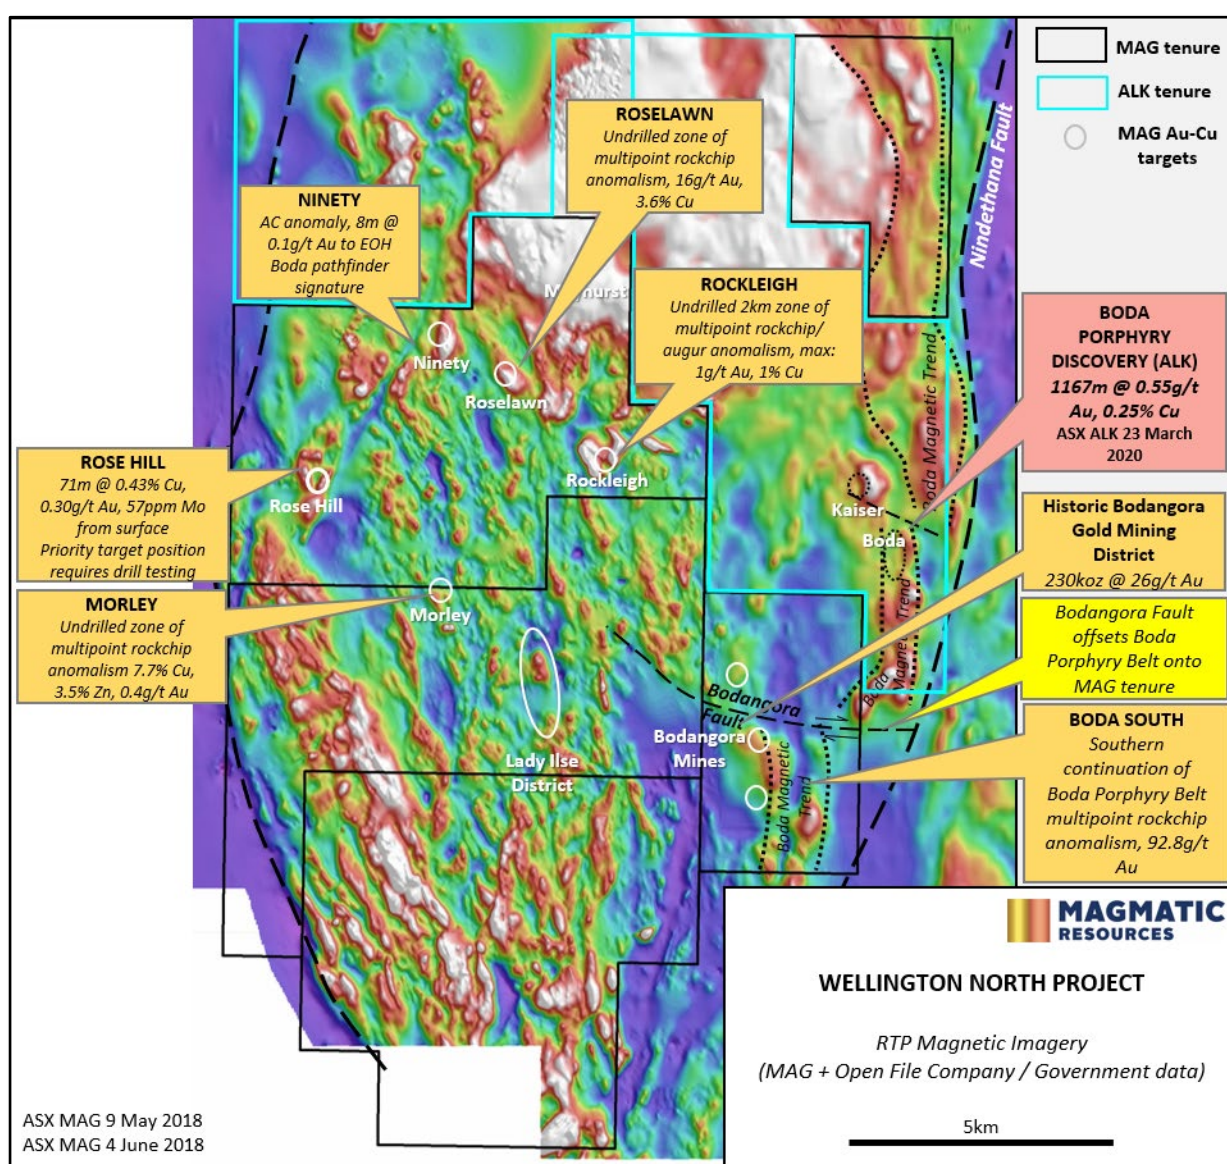 MAG tenure
ALK tenure
MAG Au-Cu
targets
Nindethana Fault
ROSELAWN
Undrilled zone of
multipoint rockchip
anomalism, 16g/t Au,
3.6% Cu
NINETY
AC anomaly, 8m @
0.1g/t Au to EOH
Boda pathfinder
signature
ROCKLEIGH
Undrilled 2km zone of
multipoint rockchip/
augur anomalism, max:
1g/t Au, 1% Cu
BODA
PORPHYRY
DISCOVERY (ALK)
1167m @ 0.55g/t
Au, 0.25% Cu
ASX ALK 23 March
2020
Ninety
Roselawn
Boda Magnetic Trend
ROSE HILL
71m @ 0.43% Cu,
0.30g/t Au, 57ppm Mo
from surface
Priority target position
requires drill testing
Rose Hill
Rockleigh
Kaiser
Boda
Historic Bodangora
Gold Mining
District
230koz @ 26g/t Au
MORLEY
Undrilled zone of
multipoint rockchip
anomalism 7.7% Cu,
3.5% Zn, 0.4g/t Au
Morley
Boda
Magnetic Trend
Bodangora Fault
offsets Boda
Porphyry Belt onto
MAG tenure
Bodangora
Fault
Bodangora
Mines
Lady Ilse
District
Boda Magnetic
Trend
BODA SOUTH
Southern
continuation of
Boda Porphyry Belt
multipoint rockchip
anomalism, 92.8g/t
Au
MAGMATIC
RESOURCES
WELLINGTON NORTH PROJECT
RTP Magnetic Imagery
(MAG + Open File Company / Government data)
5km
ASX MAG 9 May 2018
ASX MAG 4 June 2018